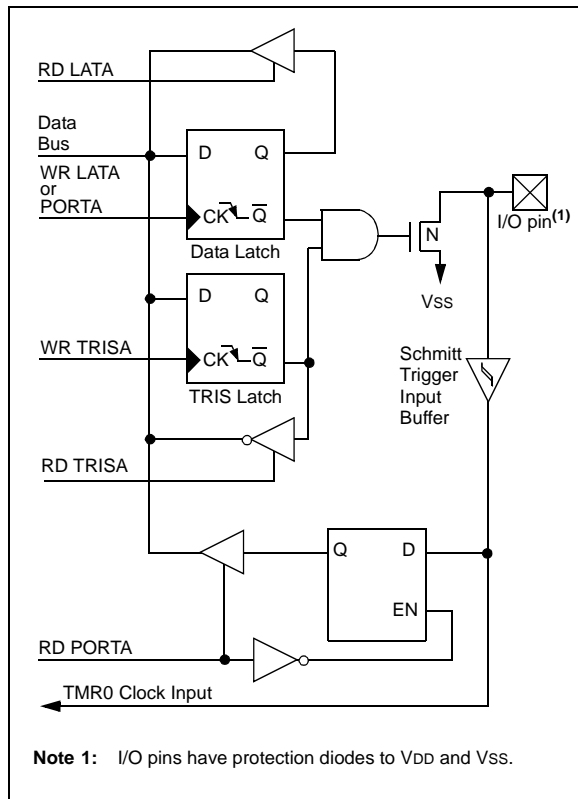 RD LATA
Data
Bus
WR LATA
or
PORTA
D Q
CK Q̅
Data Latch
N
I/O pin(1)
VSS
D Q
CK Q̅
WR TRISA
TRIS Latch
Schmitt
Trigger
Input
Buffer
RD TRISA
Q D
EN
RD PORTA
TMR0 Clock Input
Note 1: I/O pins have protection diodes to VDD and VSS.